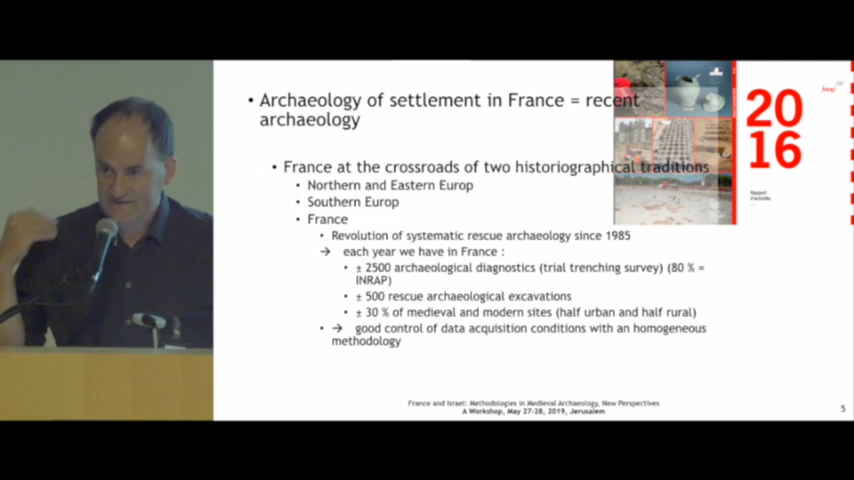 • Archaeology of settlement in France = recent
archaeology
• France at the crossroads of two historiographical traditions
• Northern and Eastern Europ
• Southern Europ
• France
• Revolution of systematic rescue archaeology since 1985
→ each year we have in France :
• ± 2500 archaeological diagnostics (trial trenching survey) (80 % =
INRAP)
• ± 500 rescue archaeological excavations
• ± 30 % of medieval and modern sites (half urban and half rural)
• → good control of data acquisition conditions with an homogeneous
methodology
20
16
Rapport
d'activité
France and Israel: Methodologies in Medieval Archaeology, New Perspectives
A Workshop, May 27-28, 2019, Jerusalem
5